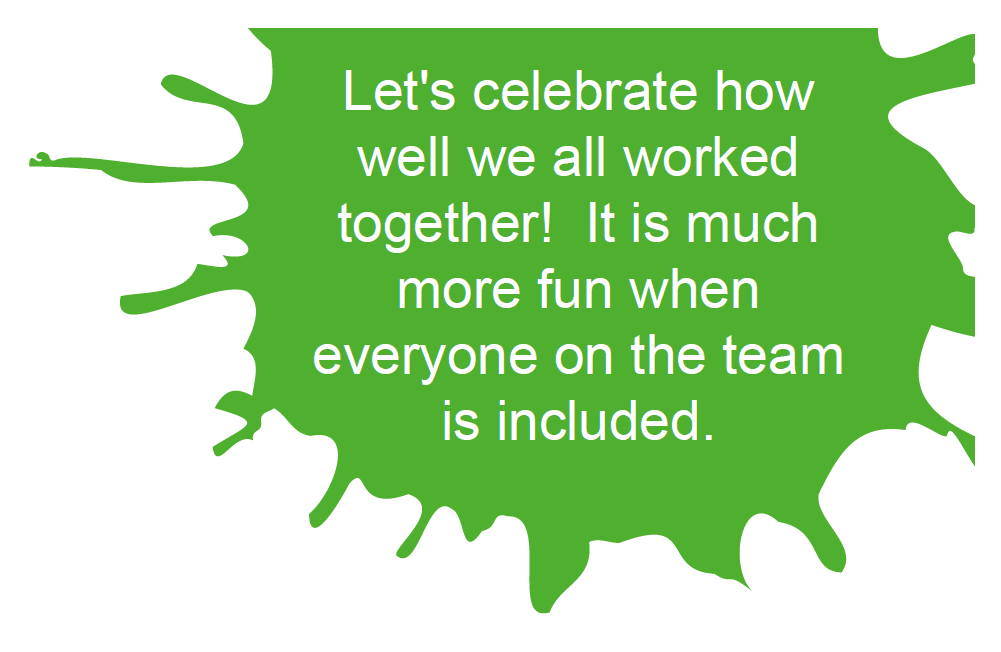 Let's celebrate how
well we all worked
together!  It is much
more fun when
everyone on the team
is included.